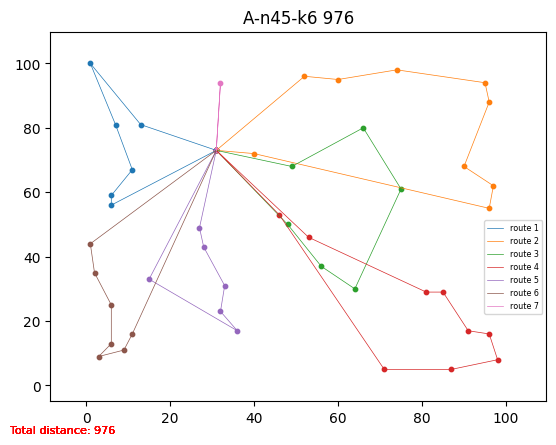 A-n45-k6 976
100
80
60
40
20
0
route 1
route 2
route 3
route 4
route 5
route 6
route 7
0 20 40 60 80 100
Total distance: 976